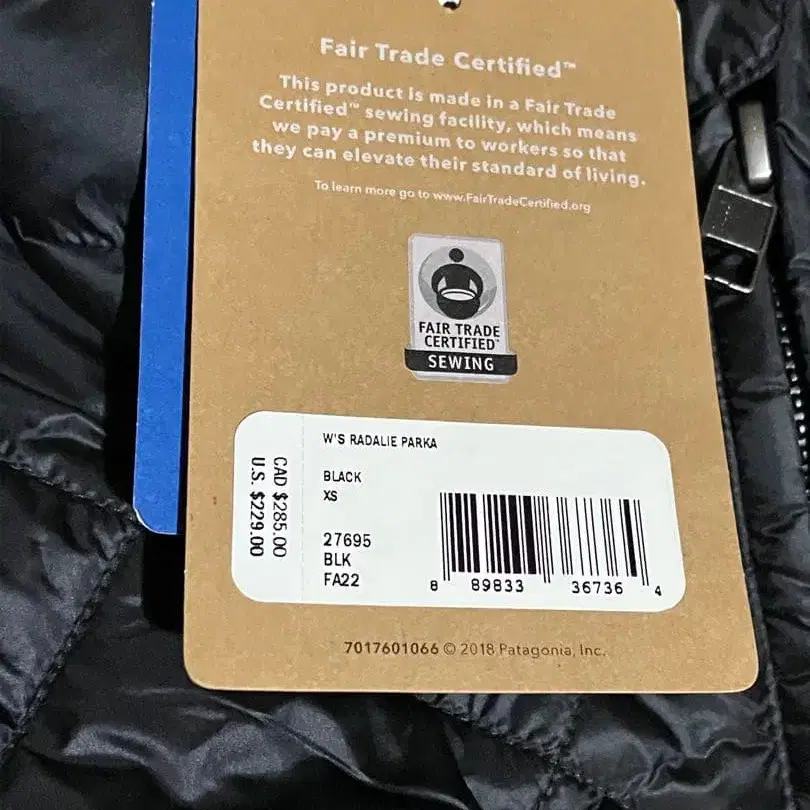 Fair Trade Certified™
This product is made in a Fair Trade
Certified™ sewing facility, which means
we pay a premium to workers so that
they can elevate their standard of living.
To learn more go to www.FairTradeCertified.org
FAIR TRADE
CERTIFIED™
SEWING
CAD $285.00
U.S. $229.00
W'S RADALIE PARKA
BLACK
XS
27695
BLK
FA22
8 89833 36736 4
7017601066 © 2018 Patagonia, Inc.